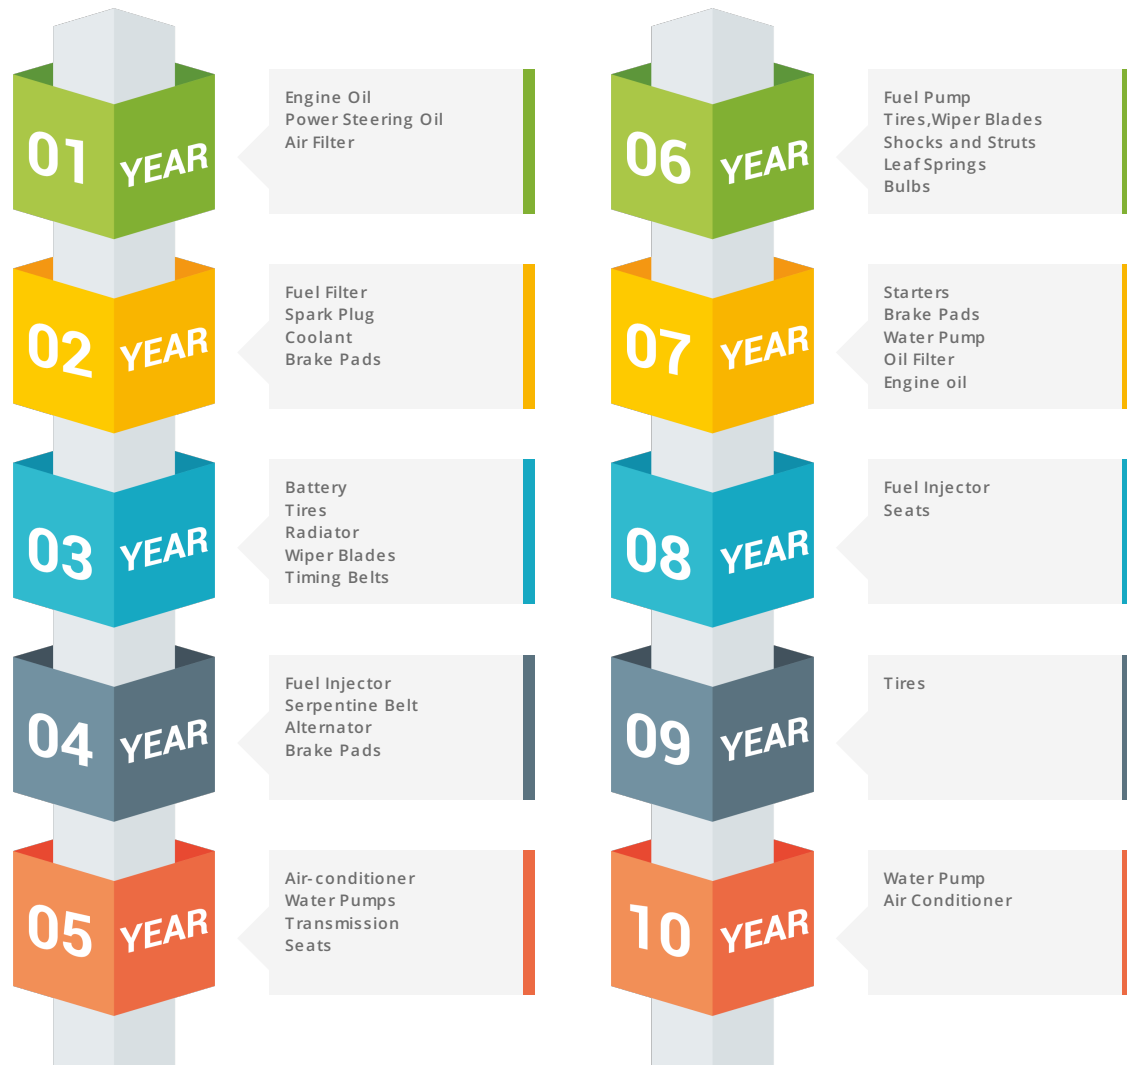 01 YEAR
Engine Oil
Power Steering Oil
Air Filter
02 YEAR
Fuel Filter
Spark Plug
Coolant
Brake Pads
03 YEAR
Battery
Tires
Radiator
Wiper Blades
Timing Belts
04 YEAR
Fuel Injector
Serpentine Belt
Alternator
Brake Pads
05 YEAR
Air-conditioner
Water Pumps
Transmission
Seats
06 YEAR
Fuel Pump
Tires,Wiper Blades
Shocks and Struts
Leaf Springs
Bulbs
07 YEAR
Starters
Brake Pads
Water Pump
Oil Filter
Engine oil
08 YEAR
Fuel Injector
Seats
09 YEAR
Tires
10 YEAR
Water Pump
Air Conditioner